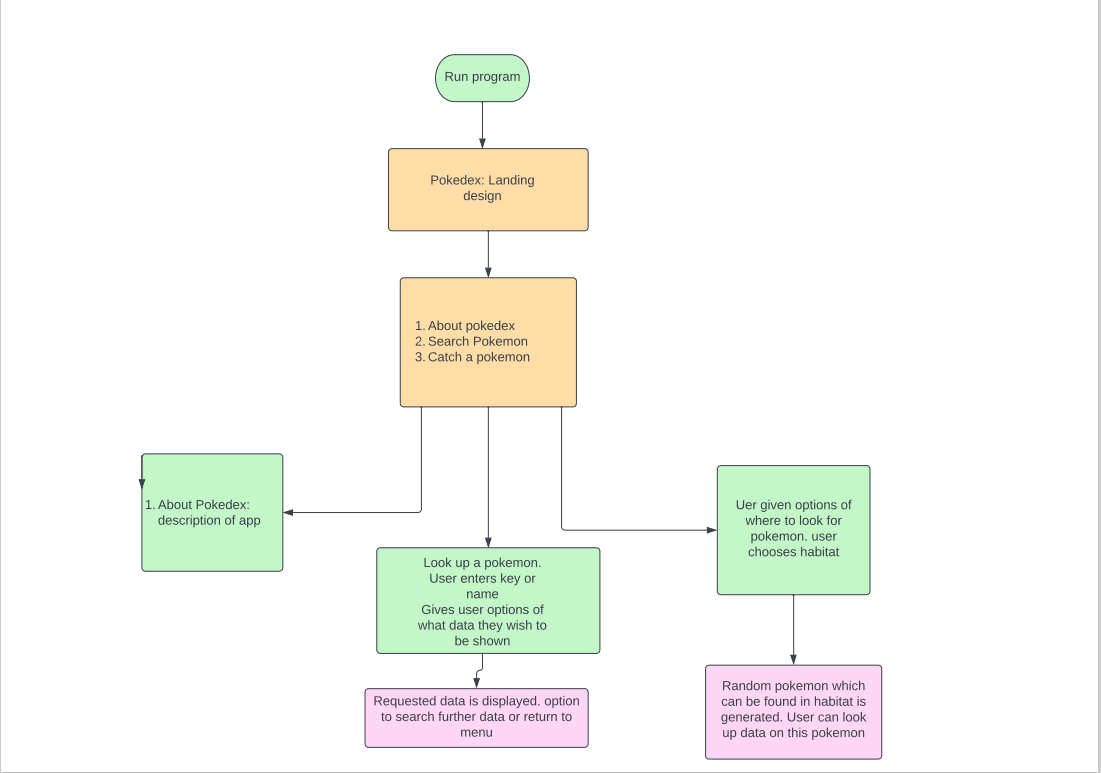 Run program
Pokedex: Landing
design
1. About pokedex
2. Search Pokemon
3. Catch a pokemon
1. About Pokedex:
description of app
Look up a pokemon.
User enters key or
name
Gives user options of
what data they wish to
be shown
Uer given options of
where to look for
pokemon. user
chooses habitat
Requested data is displayed. option
to search further data or return to
menu
Random pokemon which
can be found in habitat is
generated. User can look
up data on this pokemon